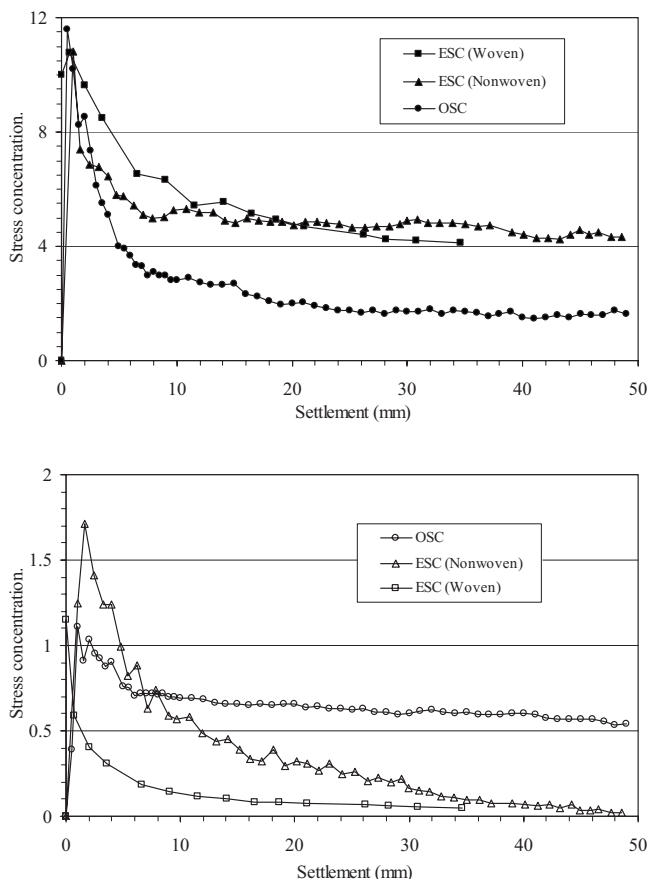 12
ESC (Woven)
ESC (Nonwoven)
OSC
8
4
0
Stress concentration.
0 10 20 30 40 50
Settlement (mm)
2
OSC
ESC (Nonwoven)
ESC (Woven)
1.5
1
0.5
0
Stress concentration.
0 10 20 30 40 50
Settlement (mm)